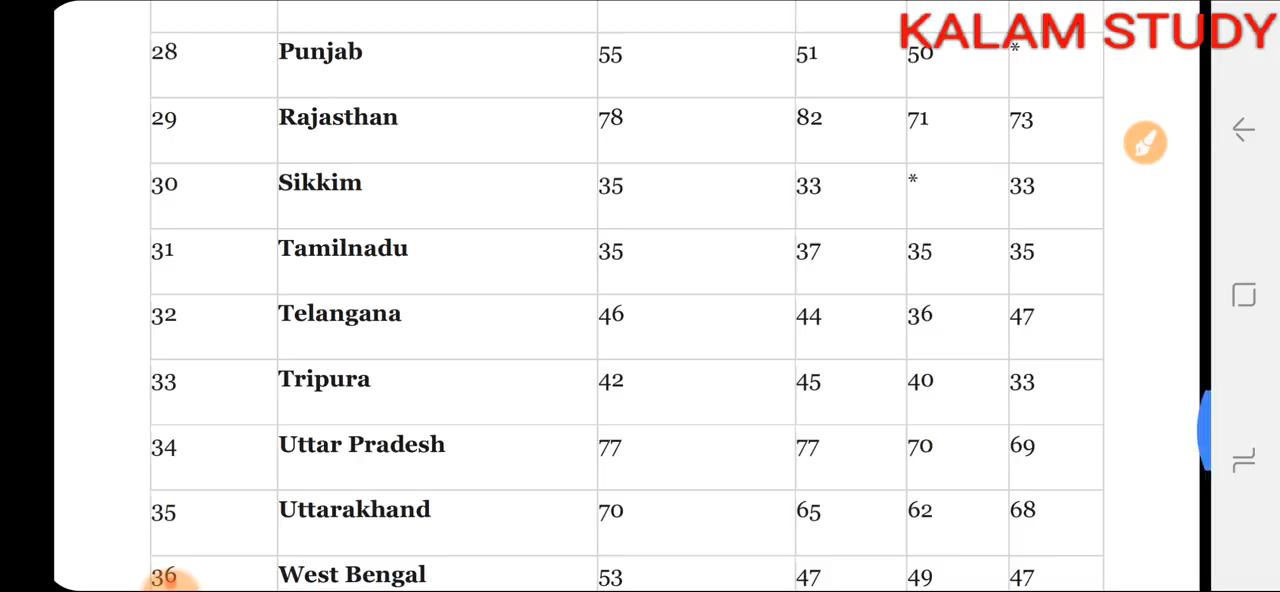 KALAM STUDY
28 Punjab 55 51 50 *
29 Rajasthan 78 82 71 73
30 Sikkim 35 33 * 33
31 Tamilnadu 35 37 35 35
32 Telangana 46 44 36 47
33 Tripura 42 45 40 33
34 Uttar Pradesh 77 77 70 69
35 Uttarakhand 70 65 62 68
36 West Bengal 53 47 49 47